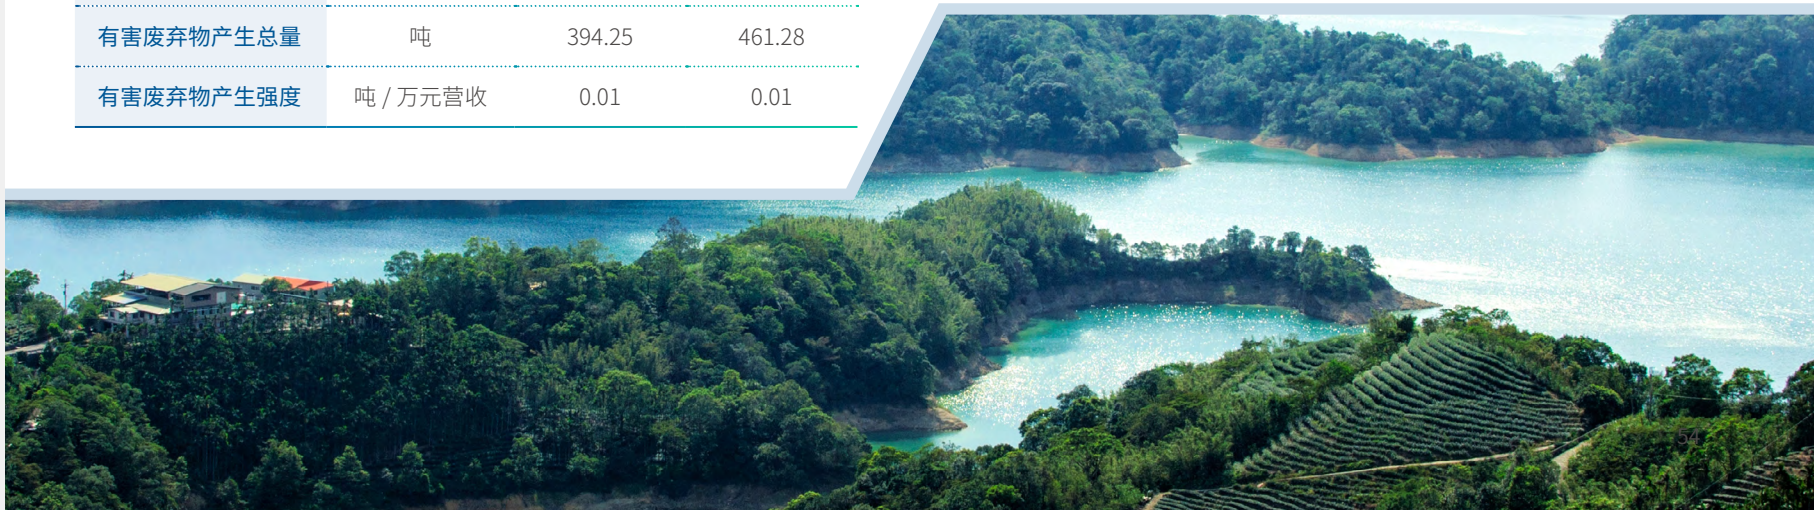 有害废弃物产生总量 吨 394.25 461.28
有害废弃物产生强度 吨 / 万元营收 0.01 0.01
54